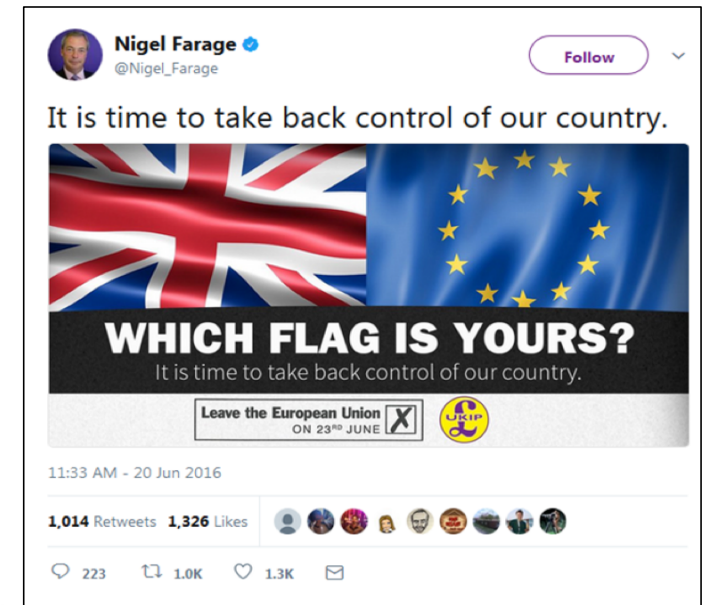 Nigel Farage
@Nigel_Farage
Follow
It is time to take back control of our country.
WHICH FLAG IS YOURS?
It is time to take back control of our country.
Leave the European Union
ON 23RD JUNE
X
UKIP
11:33 AM - 20 Jun 2016
1,014 Retweets 1,326 Likes
223 1.0K 1.3K